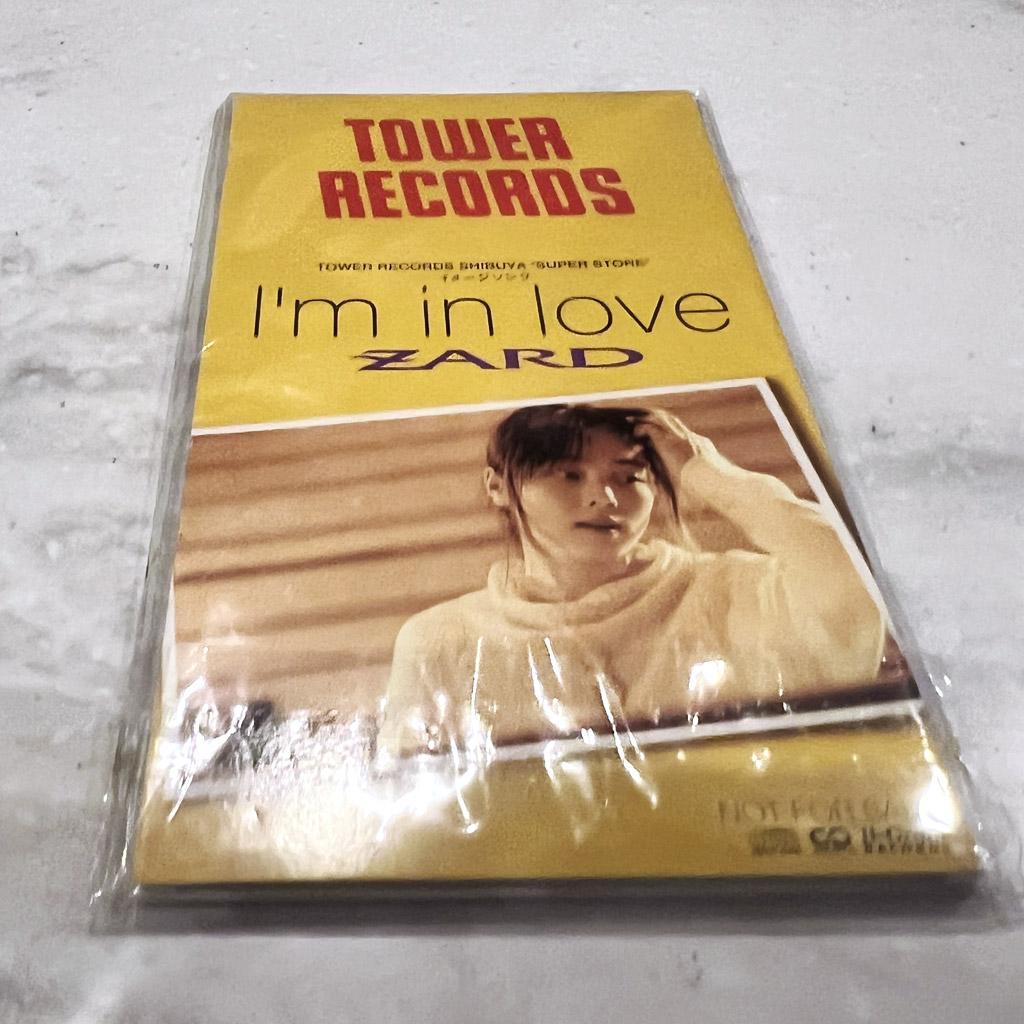 TOWER
RECORDS
TOWER RECORDS SHIBUYA "SUPER STORE"
イメージソング
I'm in love
ZARD
NOT FOR